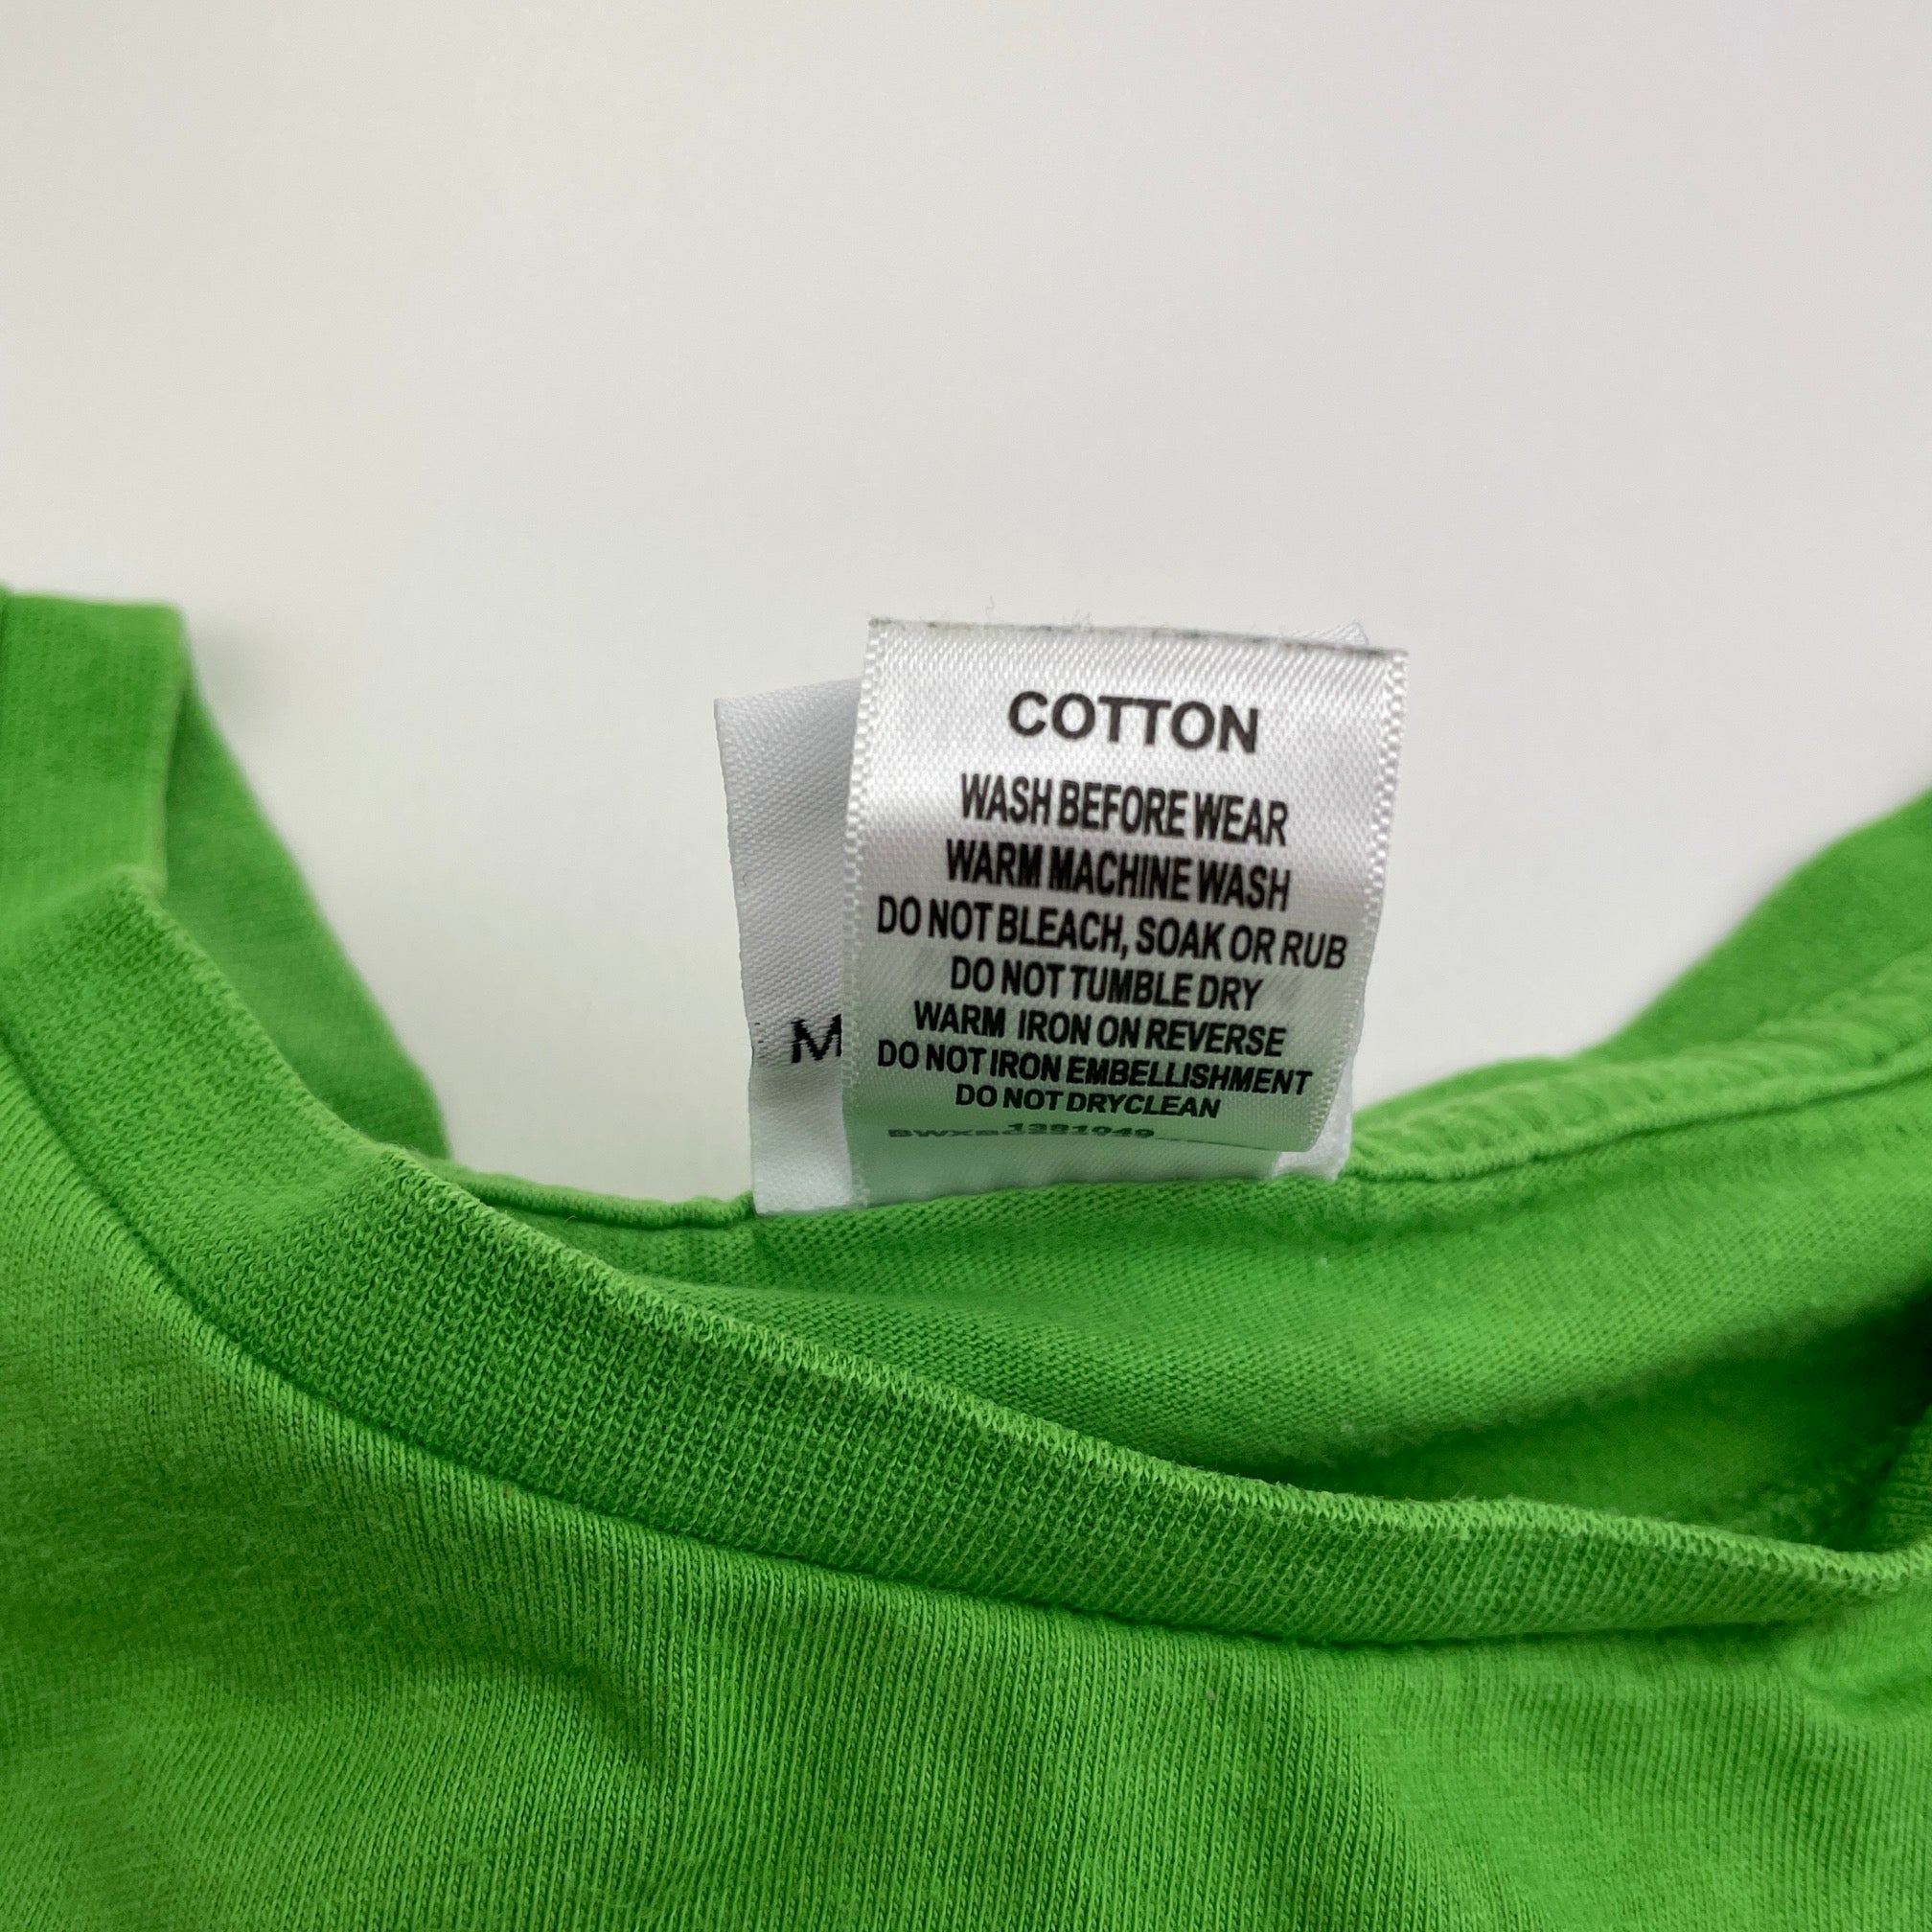 COTTON
WASH BEFORE WEAR
WARM MACHINE WASH
DO NOT BLEACH, SOAK OR RUB
DO NOT TUMBLE DRY
WARM IRON ON REVERSE
DO NOT IRON EMBELLISHMENT
DO NOT DRYCLEAN
1381949
M